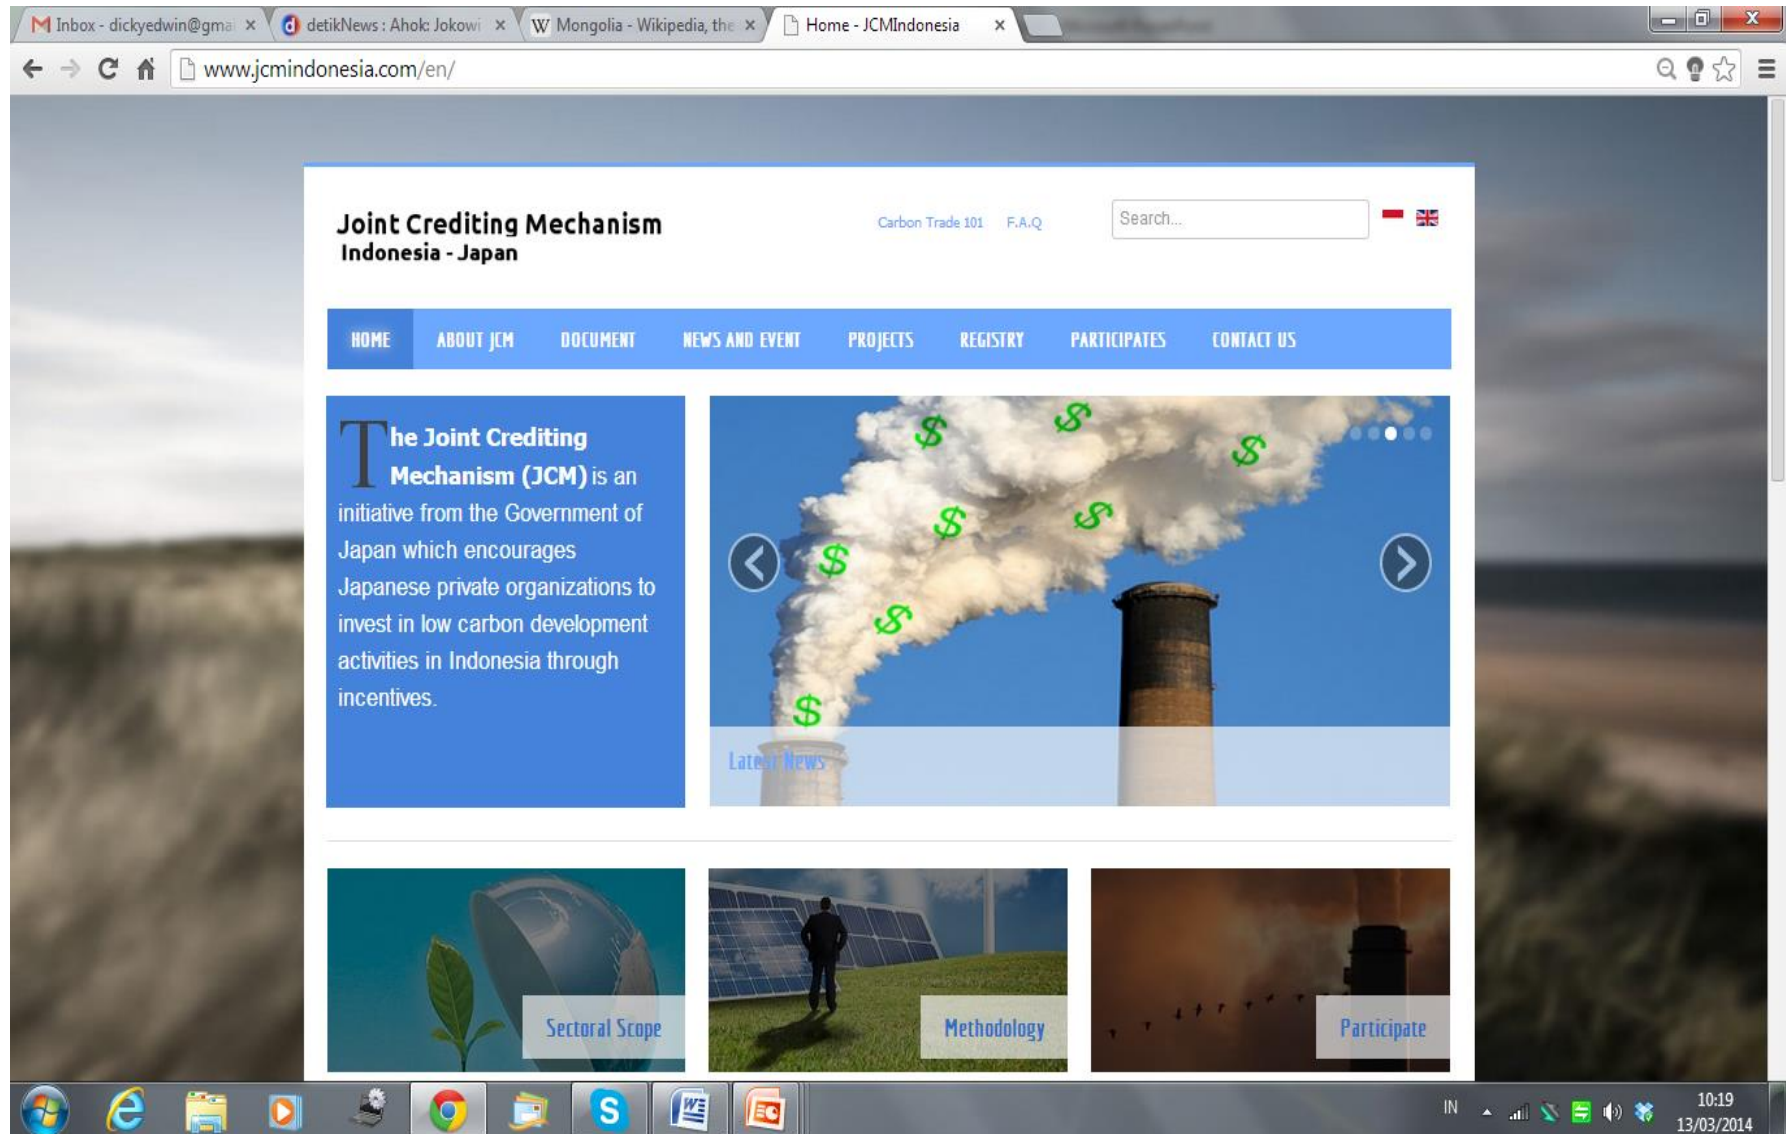 Inbox - dickyedwin@gmai
detikNews : Ahok: Jokowi
Mongolia - Wikipedia, the
Home - JCMIndonesia
www.jcmindonesia.com/en/
Joint Crediting Mechanism
Indonesia - Japan
Carbon Trade 101
F.A.Q
Search...
HOME
ABOUT JCM
DOCUMENT
NEWS AND EVENT
PROJECTS
REGISTRY
PARTICIPATES
CONTACT US
The Joint Crediting
Mechanism (JCM) is an
initiative from the Government of
Japan which encourages
Japanese private organizations to
invest in low carbon development
activities in Indonesia through
incentives.
$ $ $ $ $ $ $ $
Latest News
Sectoral Scope
Methodology
Participate
IN
10:19
13/03/2014